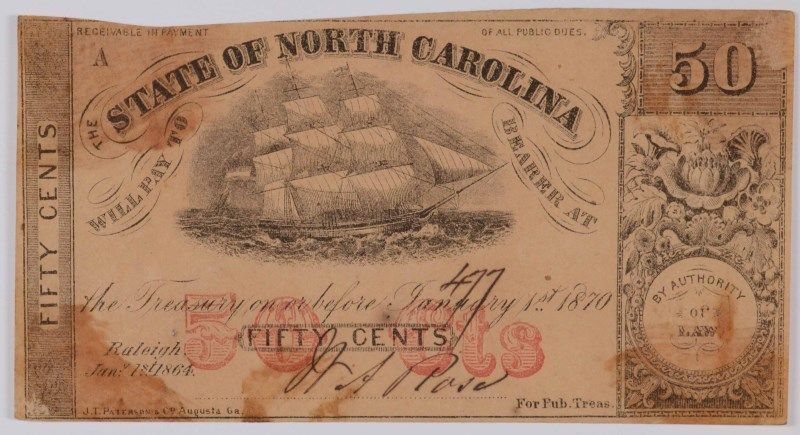 RECEIVABLE IN PAYMENT OF ALL PUBLIC DUES.
A
50
THE STATE OF NORTH CAROLINA
WILL PAY TO BEARER AT
FIFTY CENTS
the Treasury on or before January 1st 1870
477
50 cts
FIFTY CENTS
Raleigh.
Jany. 1st 1864.
For Pub. Treas.
J.T. PATERSON & Co. Augusta Ga.
BY AUTHORITY
OF
LAW